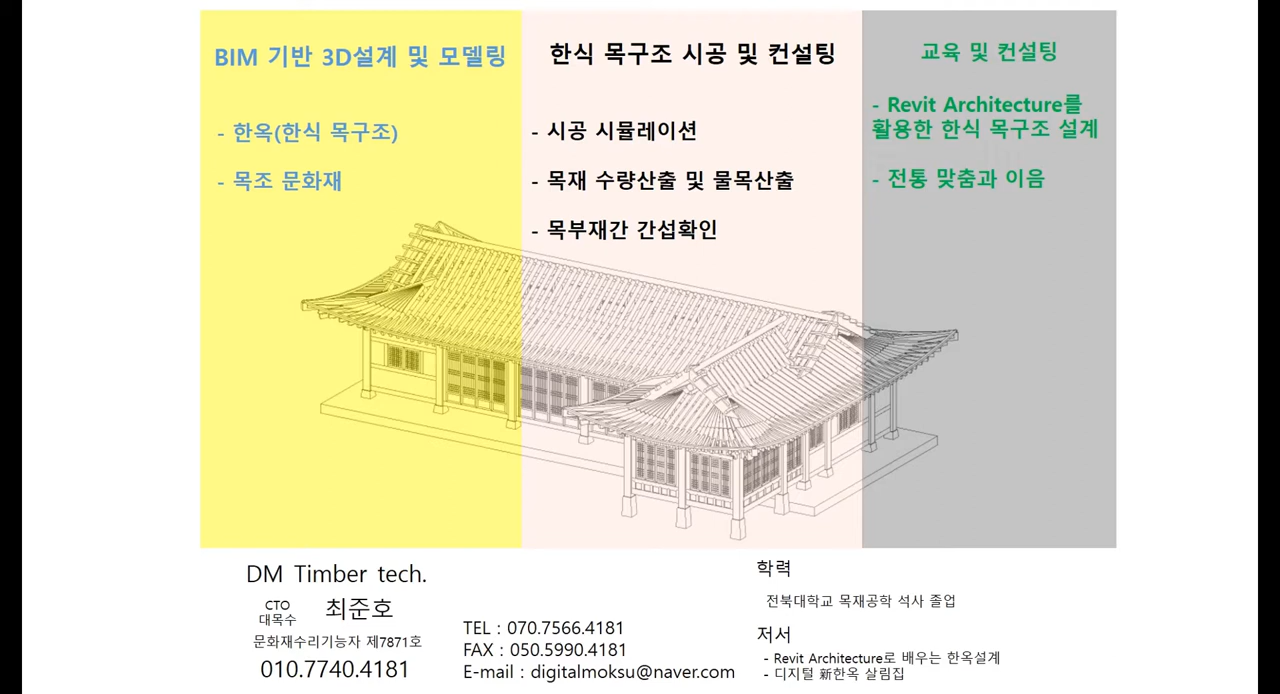 BIM 기반 3D설계 및 모델링
- 한옥(한식 목구조)
- 목조 문화재
한식 목구조 시공 및 컨설팅
- 시공 시뮬레이션
- 목재 수량산출 및 물목산출
- 목부재간 간섭확인
교육 및 컨설팅
- Revit Architecture를
활용한 한식 목구조 설계
- 전통 맞춤과 이음
DM Timber tech.
CTO
대목수
최준호
문화재수리기능자 제7871호
010.7740.4181
TEL : 070.7566.4181
FAX : 050.5990.4181
E-mail : digitalmoksu@naver.com
학력
전북대학교 목재공학 석사 졸업
저서
- Revit Architecture로 배우는 한옥설계
- 디지털 新한옥 살림집